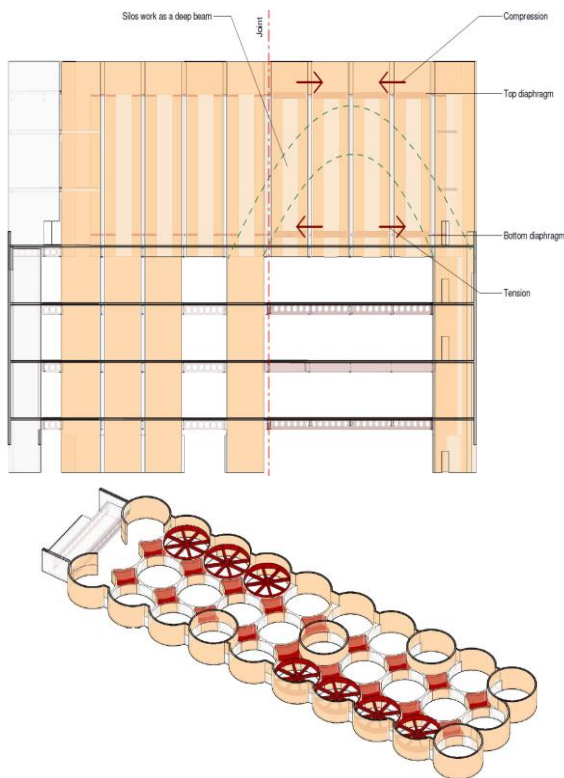 Silos work as a deep beam
Joint
Compression
Top diaphragm
Bottom diaphragm
Tension